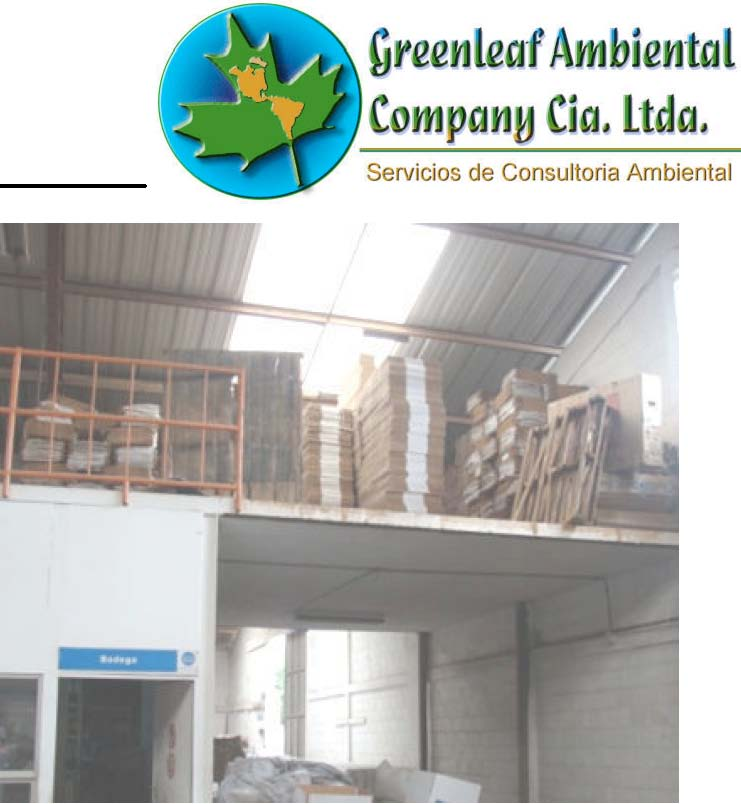 Greenleaf Ambiental
Company Cia. Ltda.
Servicios de Consultoria Ambiental
Bodega